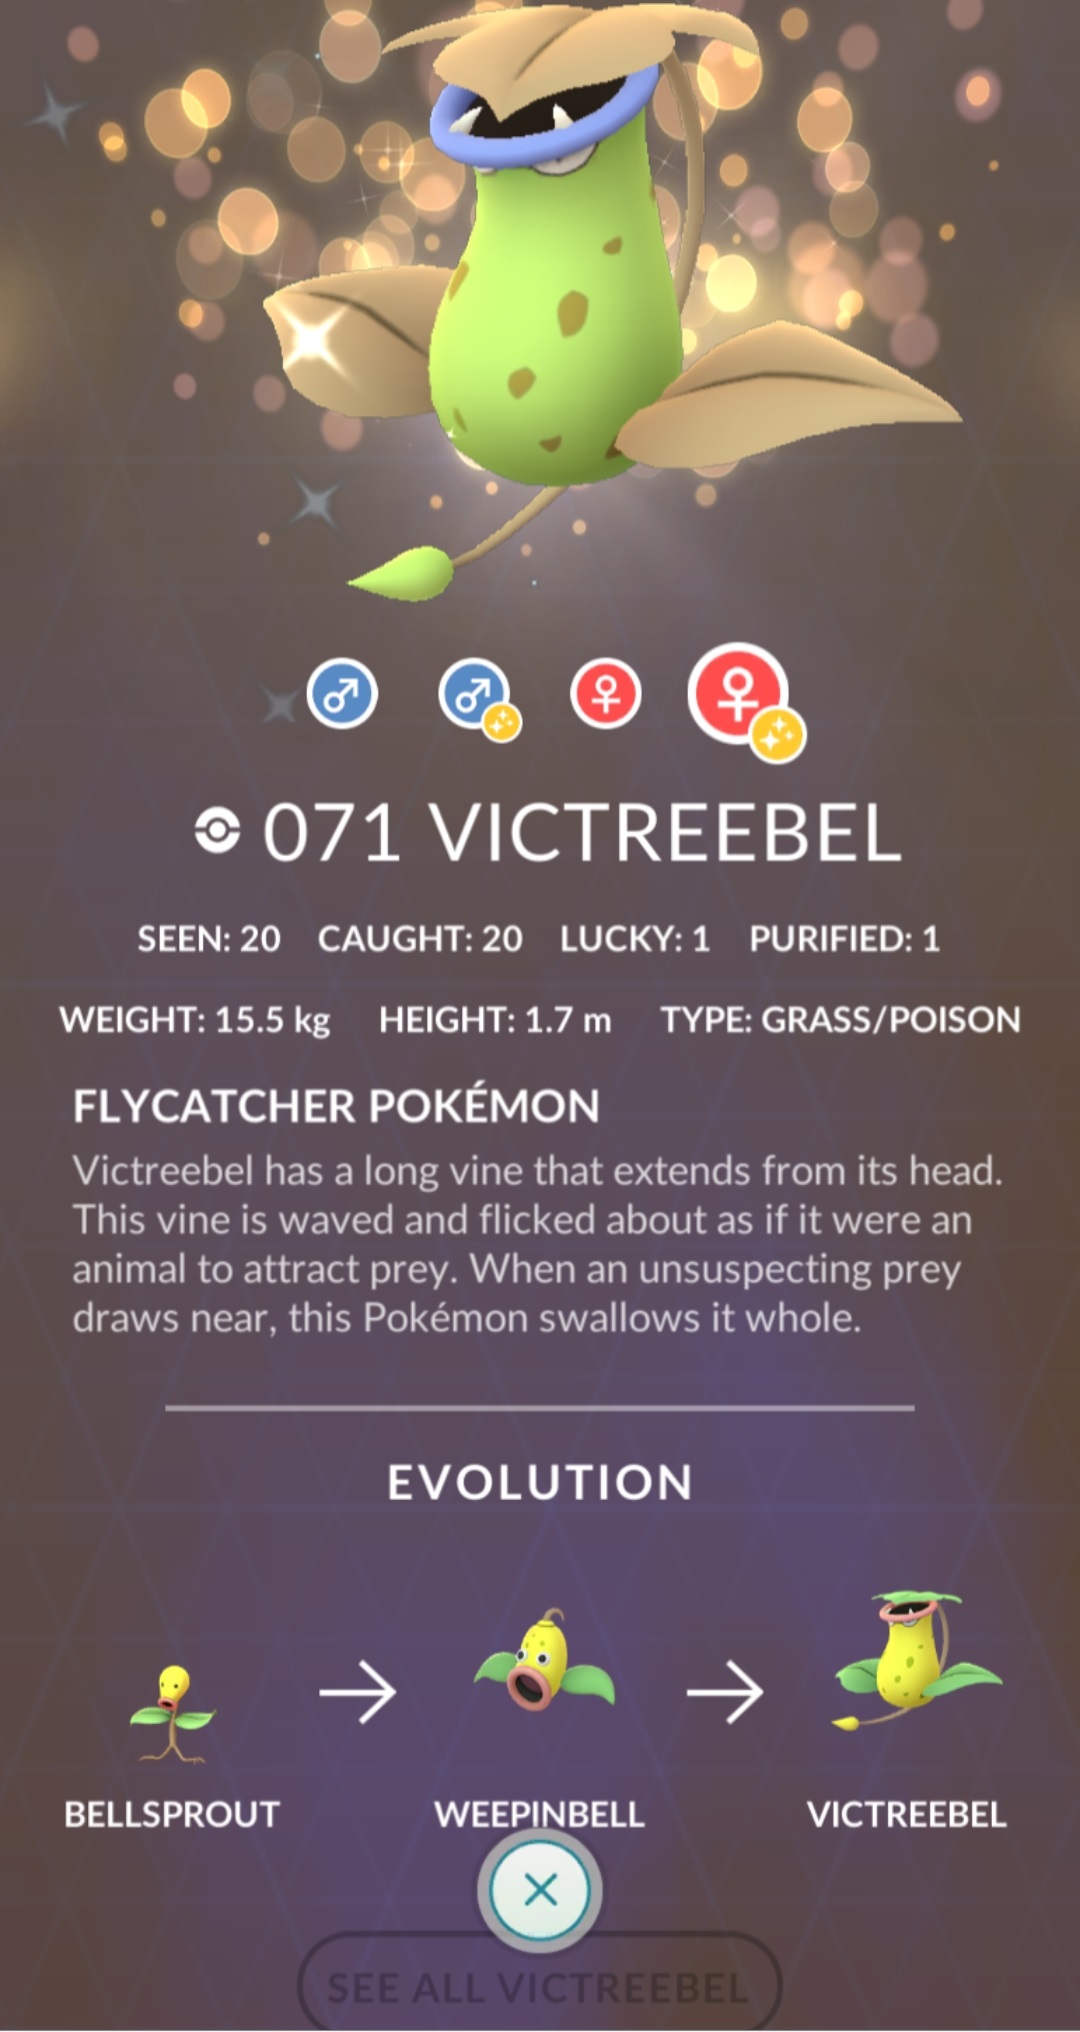 071 VICTREEBEL
SEEN: 20 CAUGHT: 20 LUCKY: 1 PURIFIED: 1
WEIGHT: 15.5 kg HEIGHT: 1.7 m TYPE: GRASS/POISON
FLYCATCHER POKÉMON
Victreebel has a long vine that extends from its head.
This vine is waved and flicked about as if it were an
animal to attract prey. When an unsuspecting prey
draws near, this Pokémon swallows it whole.
EVOLUTION
BELLSPROUT WEEPINBELL VICTREEBEL
SEE ALL VICTREEBEL